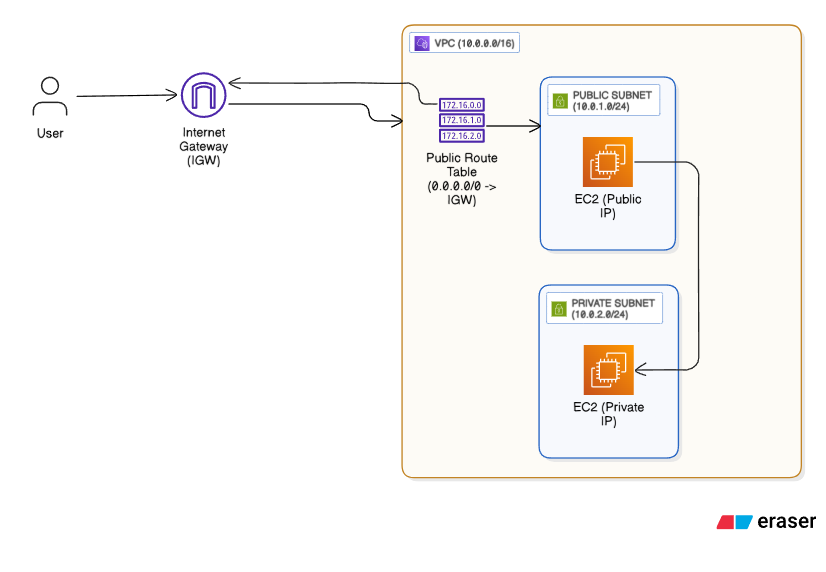 VPC (10.0.0.0/16)
PUBLIC SUBNET
(10.0.1.0/24)
172.16.0.0
172.16.1.0
172.16.2.0
User
Internet
Gateway
(IGW)
Public Route
Table
(0.0.0.0/0 ->
IGW)
EC2 (Public
IP)
PRIVATE SUBNET
(10.0.2.0/24)
EC2 (Private
IP)
eraser